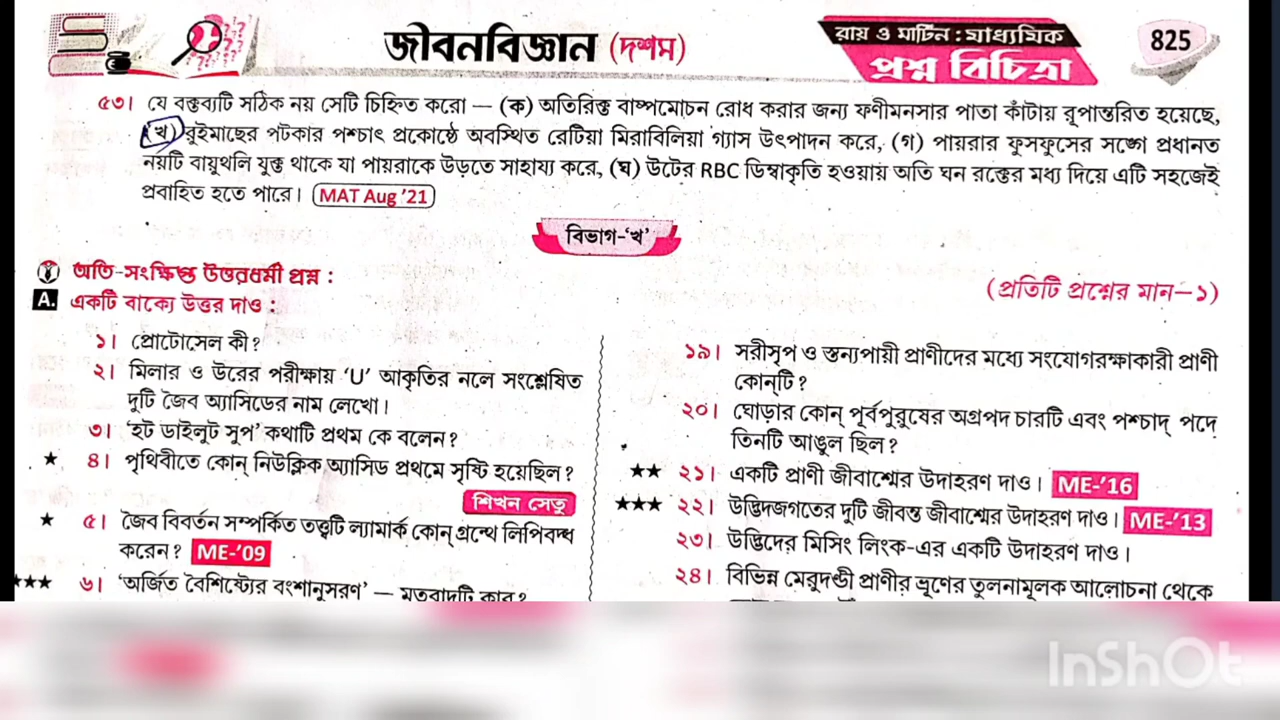 জীবনবিজ্ঞান (দশম)
রায় ও মার্টিন : মাধ্যমিক
প্রশ্ন বিচিত্রা
825
৫৩। যে বক্তব্যটি সঠিক নয় সেটি চিহ্নিত করো — (ক) অতিরিক্ত বাষ্পমোচন রোধ করার জন্য ফণীমনসার পাতা কাঁটায় রূপান্তরিত হয়েছে,
(খ) রুইমাছের পটকার পশ্চাৎ প্রকোষ্ঠে অবস্থিত রেটিয়া মিরাবিলিয়া গ্যাস উৎপাদন করে, (গ) পায়রার ফুসফুসের সঙ্গে প্রধানত
নয়টি বায়ুথলি যুক্ত থাকে যা পায়রাকে উড়তে সাহায্য করে, (ঘ) উটের RBC ডিম্বাকৃতি হওয়ায় অতি ঘন রক্তের মধ্য দিয়ে এটি সহজেই
প্রবাহিত হতে পারে। MAT Aug '21
বিভাগ-'খ'
অতি-সংক্ষিপ্ত উত্তরধর্মী প্রশ্ন :
A. একটি বাক্যে উত্তর দাও :
(প্রতিটি প্রশ্নের মান—১)
১। প্রোটোসেল কী?
২। মিলার ও উরের পরীক্ষায় 'U' আকৃতির নলে সংশ্লেষিত
দুটি জৈব অ্যাসিডের নাম লেখো।
৩। 'হট ডাইলুট সুপ' কথাটি প্রথম কে বলেন?
★ ৪। পৃথিবীতে কোন্ নিউক্লিক অ্যাসিড প্রথমে সৃষ্টি হয়েছিল?
শিখন সেতু
★ ৫। জৈব বিবর্তন সম্পর্কিত তত্ত্বটি ল্যামার্ক কোন্ গ্রন্থে লিপিবদ্ধ
করেন? ME-'09
★★★ ৬। 'অর্জিত বৈশিষ্ট্যের বংশানুসরণ' — মতবাদটি কার?
১৯। সরীসৃপ ও স্তন্যপায়ী প্রাণীদের মধ্যে সংযোগরক্ষাকারী প্রাণী
কোন্‌টি?
২০। ঘোড়ার কোন্ পূর্বপুরুষের অগ্রপদ চারটি এবং পশ্চাদ্ পদে
তিনটি আঙুল ছিল?
★★ ২১। একটি প্রাণী জীবাশ্মের উদাহরণ দাও। ME-'16
★★★ ২২। উদ্ভিদজগতের দুটি জীবন্ত জীবাশ্মের উদাহরণ দাও। ME-'13
২৩। উদ্ভিদের মিসিং লিংক-এর একটি উদাহরণ দাও।
২৪। বিভিন্ন মেরুদণ্ডী প্রাণীর ভ্রূণের তুলনামূলক আলোচনা থেকে
InShOt